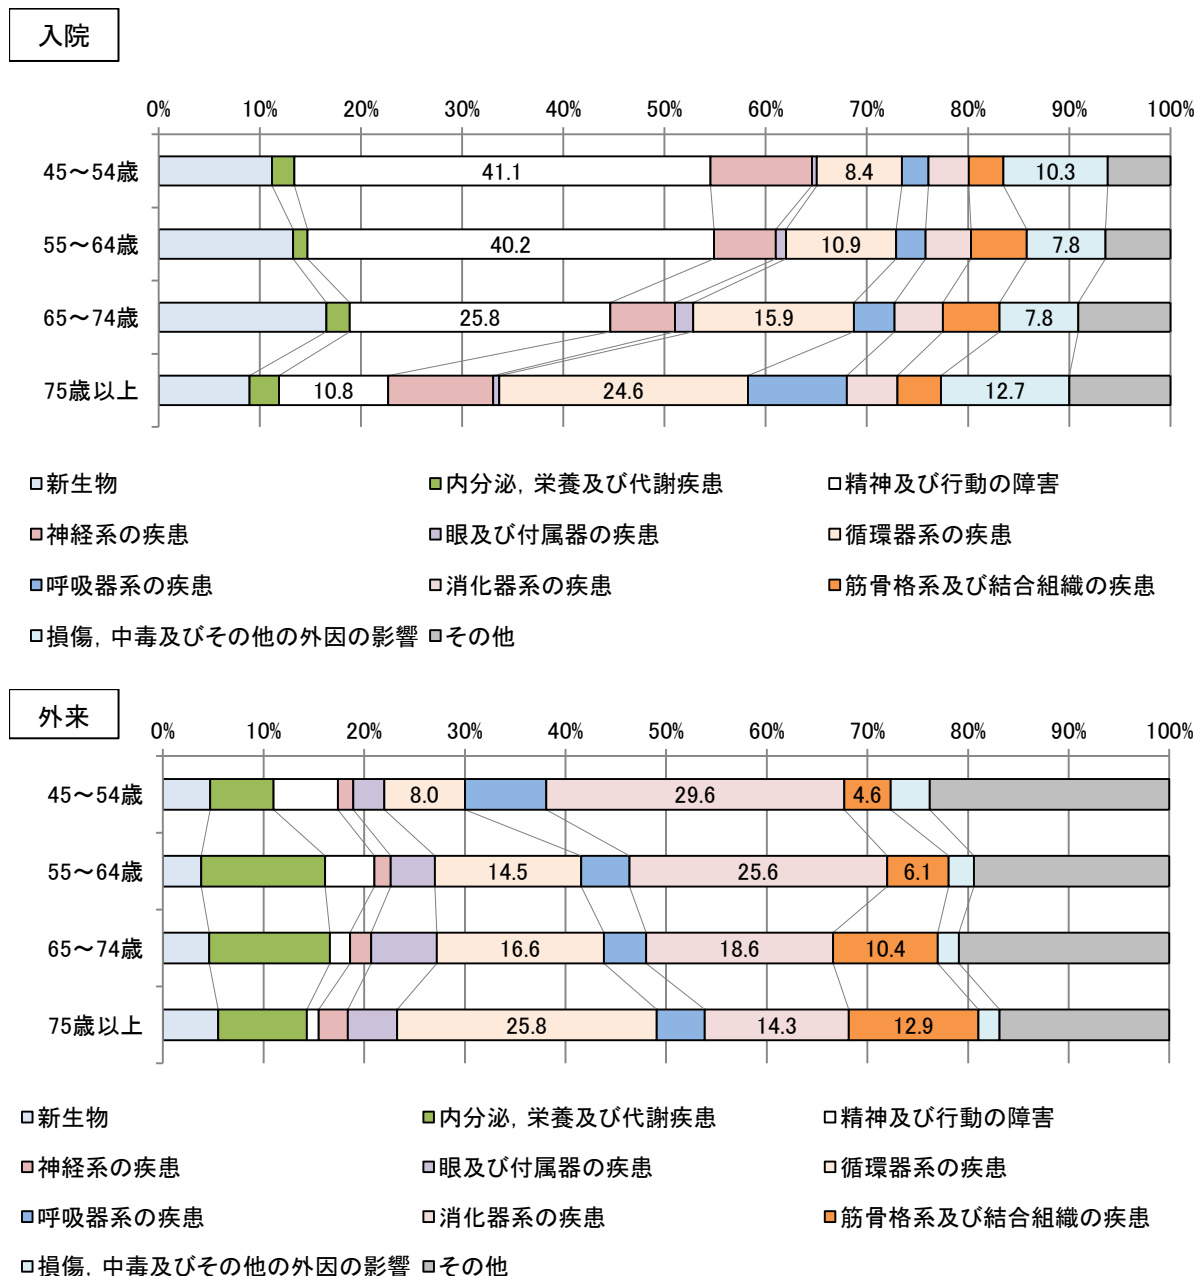 入院
0% 10% 20% 30% 40% 50% 60% 70% 80% 90% 100%
45～54歳 41.1 8.4 10.3
55～64歳 40.2 10.9 7.8
65～74歳 25.8 15.9 7.8
75歳以上 10.8 24.6 12.7
新生物 内分泌, 栄養及び代謝疾患 精神及び行動の障害
神経系の疾患 眼及び付属器の疾患 循環器系の疾患
呼吸器系の疾患 消化器系の疾患 筋骨格系及び結合組織の疾患
損傷, 中毒及びその他の外因の影響 その他
外来
0% 10% 20% 30% 40% 50% 60% 70% 80% 90% 100%
45～54歳 8.0 29.6 4.6
55～64歳 14.5 25.6 6.1
65～74歳 16.6 18.6 10.4
75歳以上 25.8 14.3 12.9
新生物 内分泌, 栄養及び代謝疾患 精神及び行動の障害
神経系の疾患 眼及び付属器の疾患 循環器系の疾患
呼吸器系の疾患 消化器系の疾患 筋骨格系及び結合組織の疾患
損傷, 中毒及びその他の外因の影響 その他